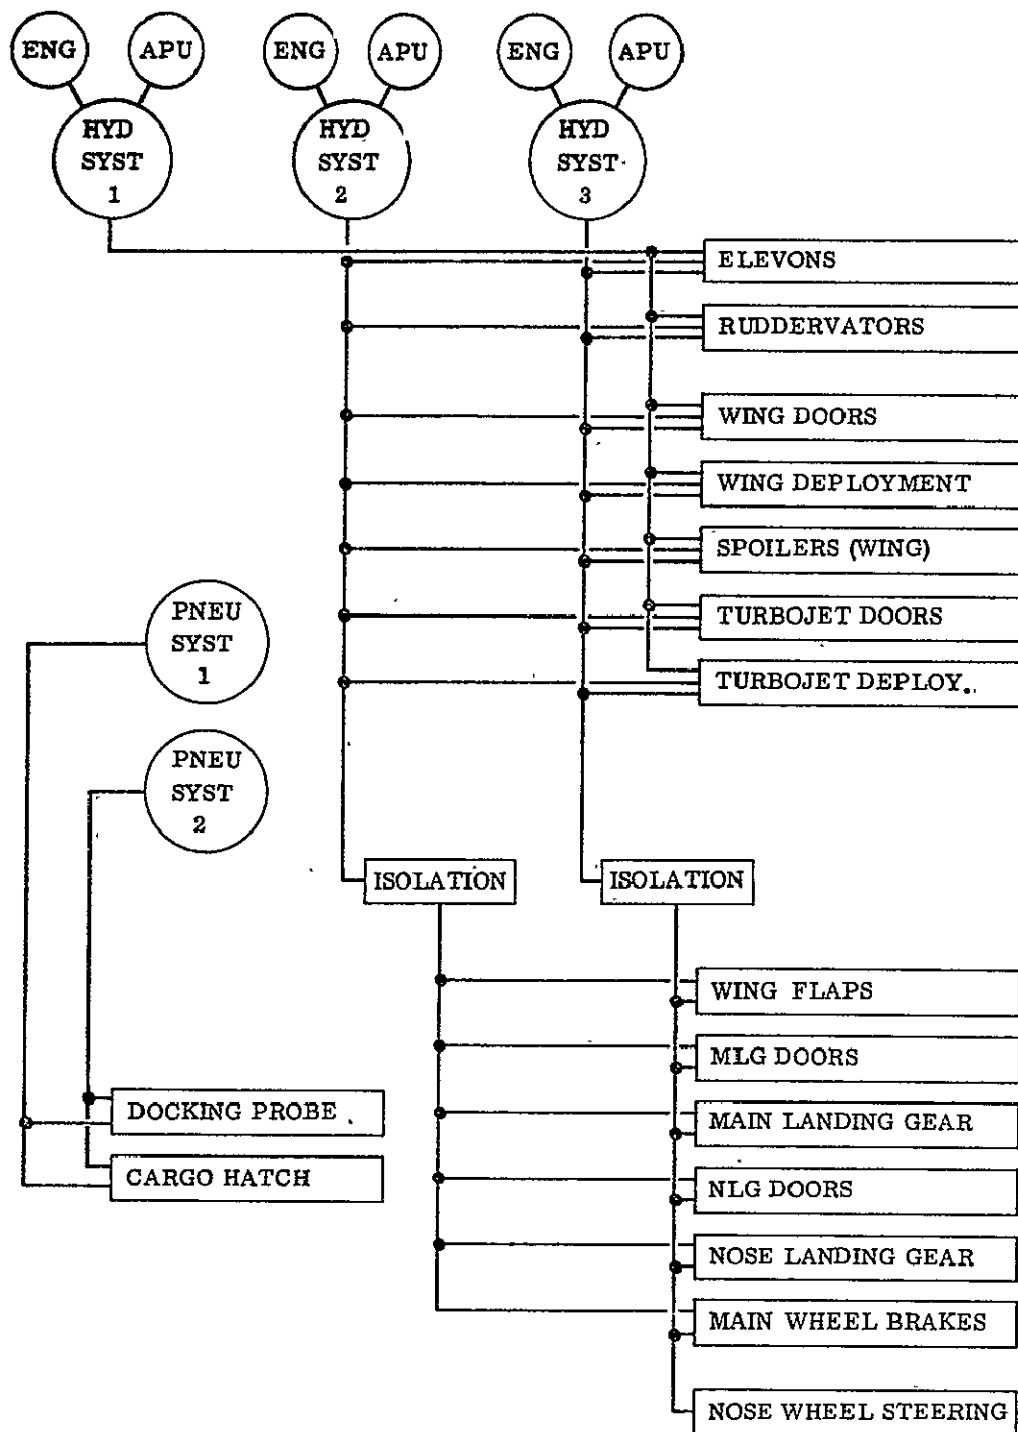 ENG APU ENG APU ENG APU
HYD
SYST
1
HYD
SYST
2
HYD
SYST
3
ELEVONS
RUDDERVATORS
WING DOORS
WING DEPLOYMENT
SPOILERS (WING)
TURBOJET DOORS
TURBOJET DEPLOY.
PNEU
SYST
1
PNEU
SYST
2
ISOLATION
ISOLATION
WING FLAPS
MLG DOORS
MAIN LANDING GEAR
NLG DOORS
NOSE LANDING GEAR
MAIN WHEEL BRAKES
NOSE WHEEL STEERING
DOCKING PROBE
CARGO HATCH